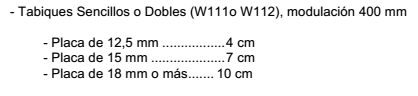 - Tabiques Sencillos o Dobles (W111o W112), modulación 400 mm
- Placa de 12,5 mm .................4 cm
- Placa de 15 mm ...................7 cm
- Placa de 18 mm o más....... 10 cm